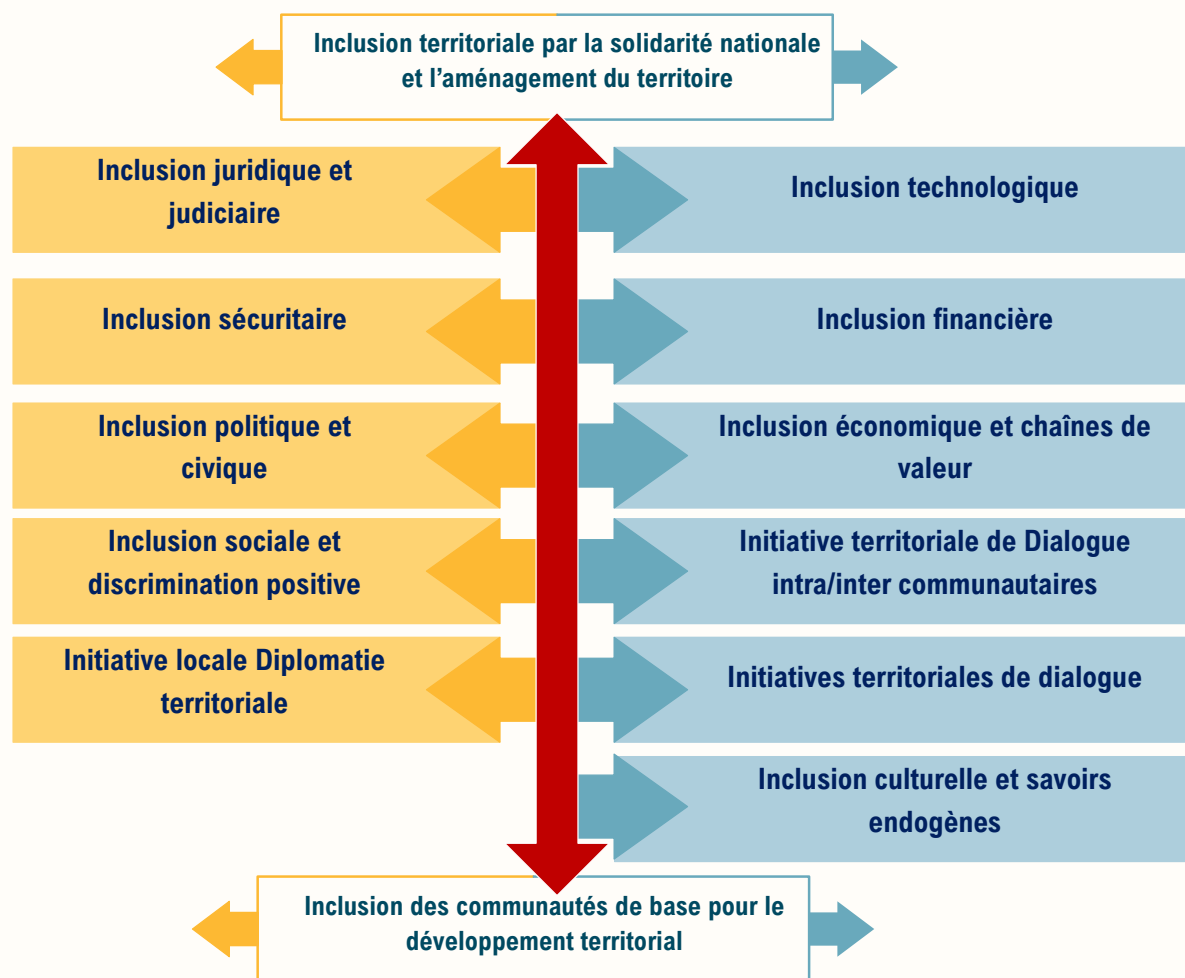 Inclusion territoriale par la solidarité nationale
et l'aménagement du territoire
Inclusion juridique et
judiciaire
Inclusion technologique
Inclusion sécuritaire
Inclusion financière
Inclusion politique et
civique
Inclusion économique et chaînes de
valeur
Inclusion sociale et
discrimination positive
Initiative territoriale de Dialogue
intra/inter communautaires
Initiative locale Diplomatie
territoriale
Initiatives territoriales de dialogue
Inclusion culturelle et savoirs
endogènes
Inclusion des communautés de base pour le
développement territorial